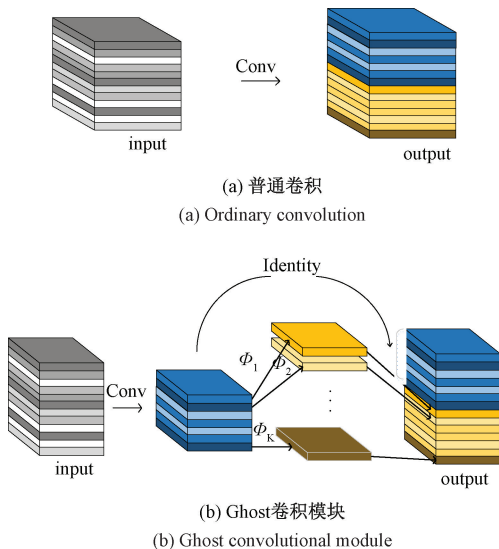 Conv
input
output
(a) 普通卷积
(a) Ordinary convolution
Identity
Φ1
Φ2
Conv
ΦK
input
output
(b) Ghost卷积模块
(b) Ghost convolutional module